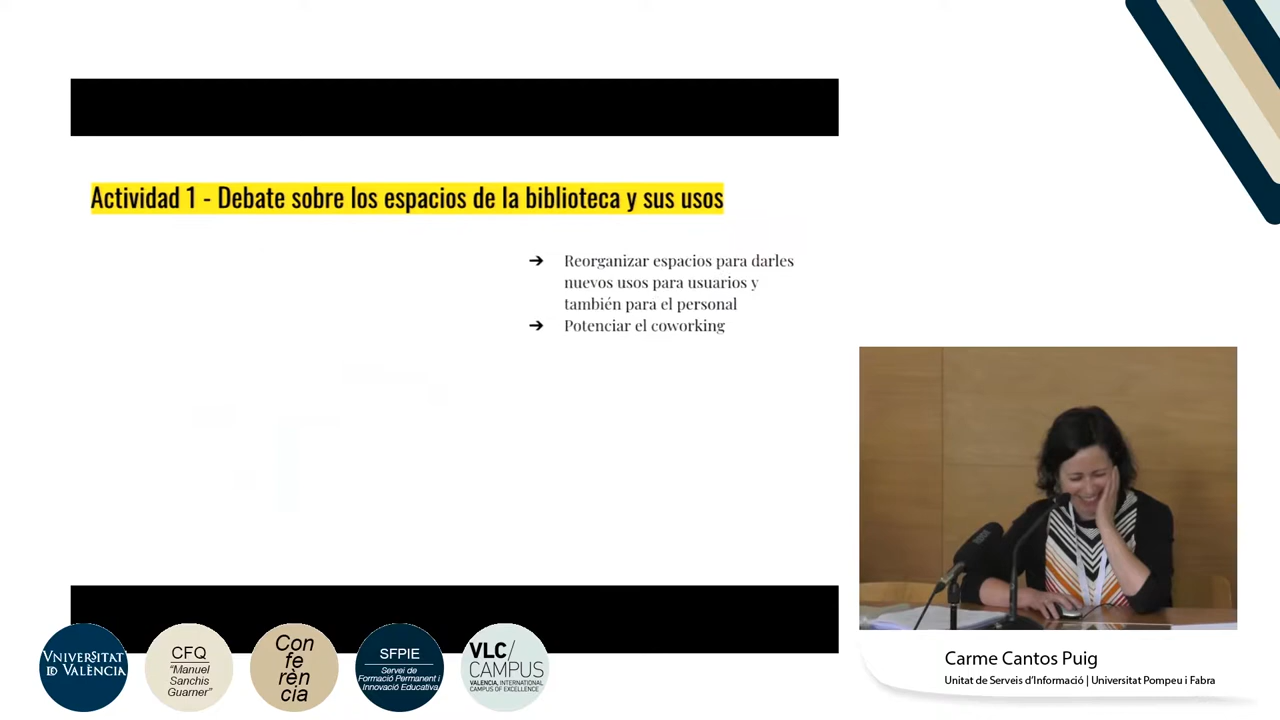 Actividad 1 - Debate sobre los espacios de la biblioteca y sus usos
➔ Reorganizar espacios para darles
nuevos usos para usuarios y
también para el personal
➔ Potenciar el coworking
VNIVERSITAT
D VALÈNCIA
CFQ
"Manuel
Sanchis
Guarner"
Con
fe
rèn
cia
SFPIE
Servei de
Formació Permanent i
Innovació Educativa
VLC/
CAMPUS
VALENCIA, INTERNATIONAL
CAMPUS OF EXCELLENCE
Carme Cantos Puig
Unitat de Serveis d'Informació | Universitat Pompeu i Fabra